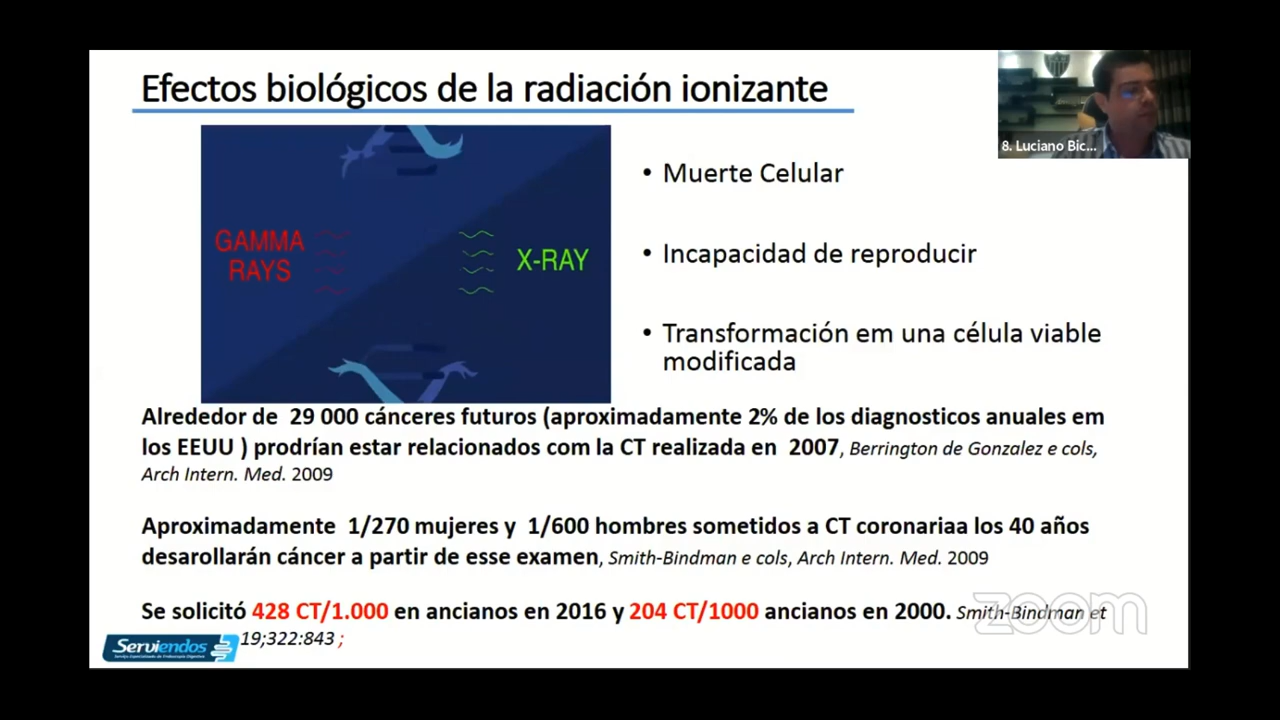 Efectos biológicos de la radiación ionizante
8. Luciano Bic...
GAMMA
RAYS
X-RAY
• Muerte Celular
• Incapacidad de reproducir
• Transformación em una célula viable
modificada
Alrededor de 29 000 cánceres futuros (aproximadamente 2% de los diagnosticos anuales em
los EEUU ) prodrían estar relacionados com la CT realizada en 2007, Berrington de Gonzalez e cols,
Arch Intern. Med. 2009
Aproximadamente 1/270 mujeres y 1/600 hombres sometidos a CT coronariaa los 40 años
desarollarán cáncer a partir de esse examen, Smith-Bindman e cols, Arch Intern. Med. 2009
Se solicitó 428 CT/1.000 en ancianos en 2016 y 204 CT/1000 ancianos en 2000. Smith-Bindman et
19;322:843 ;
zoom
Serviendos